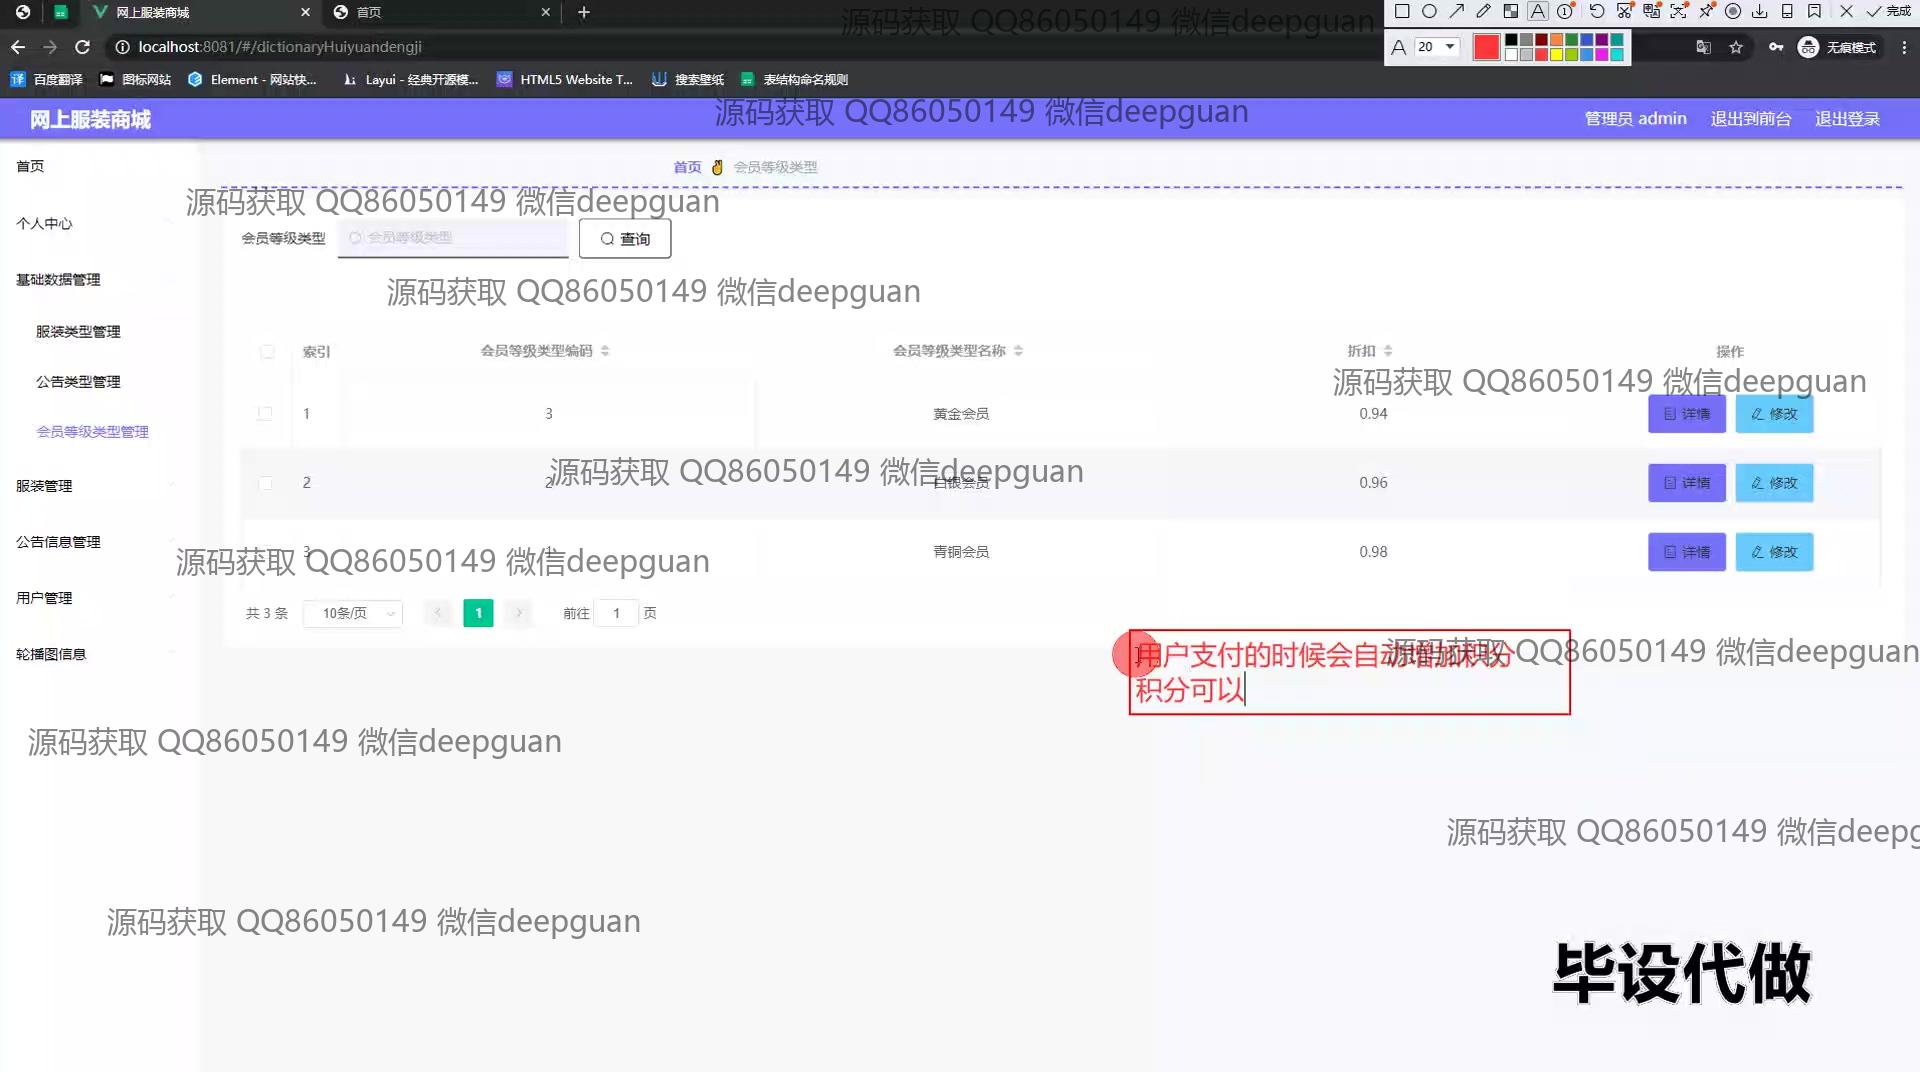 网上服装商城
首页
源码获取 QQ86050149 微信deepguan
20
完成
localhost:8081/#/dictionaryHuiyuandengji
无痕模式
百度翻译
图标网站
Element - 网站快...
Layui - 经典开源模...
HTML5 Website T...
搜索壁纸
表结构命名规则
网上服装商城
源码获取 QQ86050149 微信deepguan
管理员 admin
退出到前台
退出登录
首页
首页 会员等级类型
源码获取 QQ86050149 微信deepguan
个人中心
会员等级类型
会员等级类型
查询
基础数据管理
源码获取 QQ86050149 微信deepguan
服装类型管理
索引 会员等级类型编码 会员等级类型名称 折扣 操作
公告类型管理
源码获取 QQ86050149 微信deepguan
1 3 黄金会员 0.94 详情 修改
会员等级类型管理
源码获取 QQ86050149 微信deepguan
2 2 白银会员 0.96 详情 修改
服装管理
公告信息管理
3 1 青铜会员 0.98 详情 修改
源码获取 QQ86050149 微信deepguan
用户管理
共 3 条 10条/页 1 前往 1 页
轮播图信息
用户支付的时候会自动增加积分
源码获取 QQ86050149 微信deepguan
积分可以
源码获取 QQ86050149 微信deepguan
源码获取 QQ86050149 微信deepg
源码获取 QQ86050149 微信deepguan
毕设代做